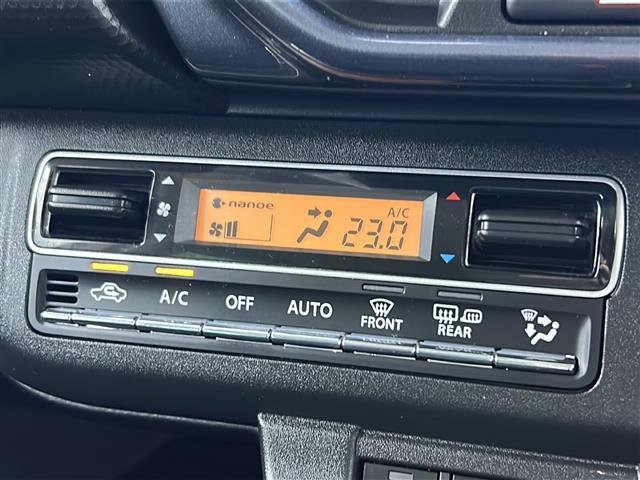 nanoe
A/C
23.0
A/C
OFF
AUTO
FRONT
REAR